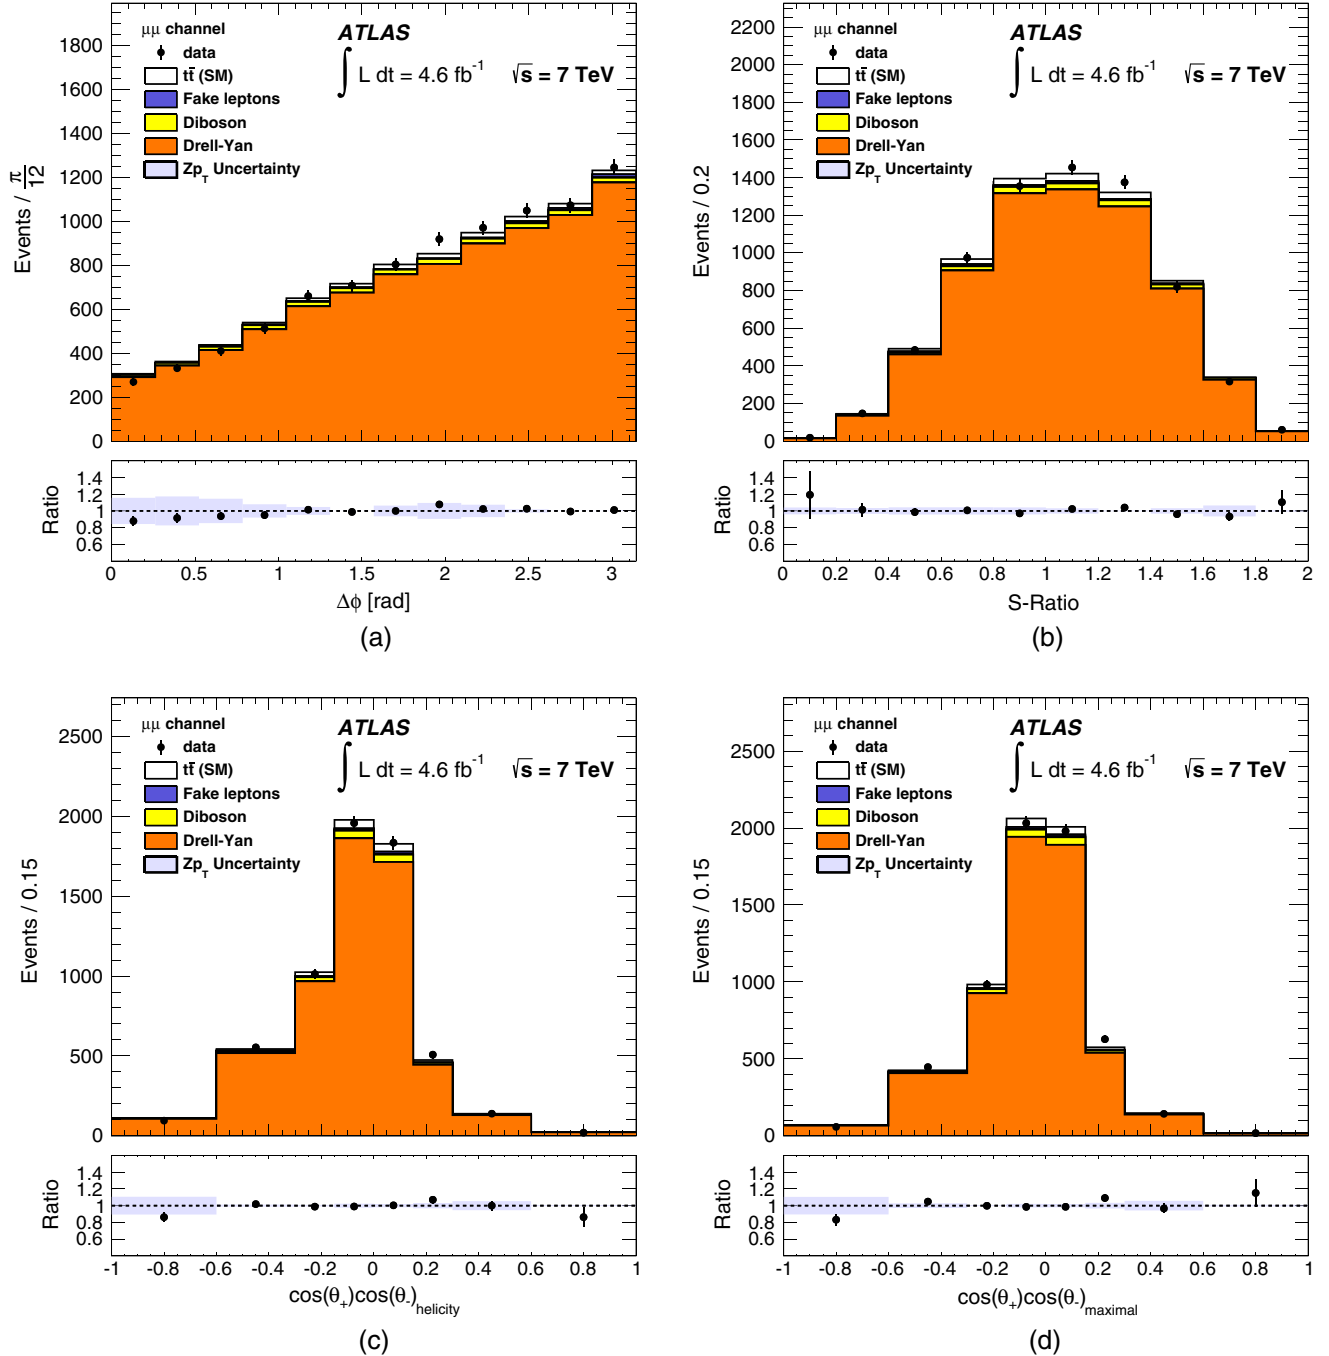 μμ channel
data
tt̄ (SM)
Fake leptons
Diboson
Drell-Yan
Zp_T Uncertainty
ATLAS
∫ L dt = 4.6 fb⁻¹ √s = 7 TeV
Events / π/12
1800
1600
1400
1200
1000
800
600
400
200
0
Ratio
1.4
1.2
1
0.8
0.6
0 0.5 1 1.5 2 2.5 3
Δϕ [rad]
(a)
μμ channel
data
tt̄ (SM)
Fake leptons
Diboson
Drell-Yan
Zp_T Uncertainty
ATLAS
∫ L dt = 4.6 fb⁻¹ √s = 7 TeV
Events / 0.2
2200
2000
1800
1600
1400
1200
1000
800
600
400
200
0
Ratio
1.4
1.2
1
0.8
0.6
0 0.2 0.4 0.6 0.8 1 1.2 1.4 1.6 1.8 2
S-Ratio
(b)
μμ channel
data
tt̄ (SM)
Fake leptons
Diboson
Drell-Yan
Zp_T Uncertainty
ATLAS
∫ L dt = 4.6 fb⁻¹ √s = 7 TeV
Events / 0.15
2500
2000
1500
1000
500
0
Ratio
1.4
1.2
1
0.8
0.6
-1 -0.8 -0.6 -0.4 -0.2 0 0.2 0.4 0.6 0.8 1
cos(θ₊)cos(θ₋)_helicity
(c)
μμ channel
data
tt̄ (SM)
Fake leptons
Diboson
Drell-Yan
Zp_T Uncertainty
ATLAS
∫ L dt = 4.6 fb⁻¹ √s = 7 TeV
Events / 0.15
2500
2000
1500
1000
500
0
Ratio
1.4
1.2
1
0.8
0.6
-1 -0.8 -0.6 -0.4 -0.2 0 0.2 0.4 0.6 0.8 1
cos(θ₊)cos(θ₋)_maximal
(d)